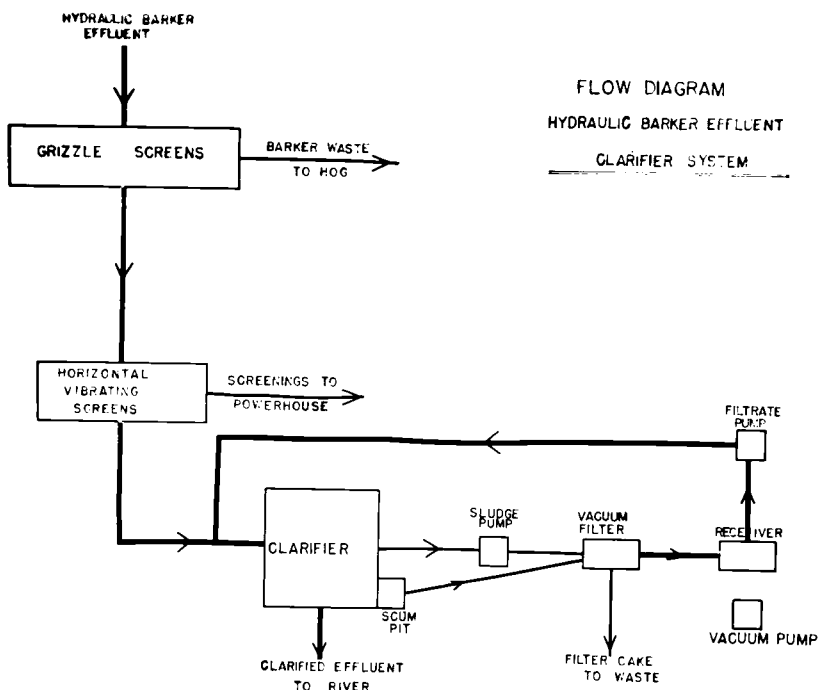 HYDRAULIC BARKER
EFFLUENT
FLOW DIAGRAM
HYDRAULIC BARKER EFFLUENT
CLARIFIER SYSTEM
GRIZZLE SCREENS
BARKER WASTE
TO HOG
HORIZONTAL
VIBRATING
SCREENS
SCREENINGS TO
POWERHOUSE
FILTRATE
PUMP
CLARIFIER
SLUDGE
PUMP
VACUUM
FILTER
RECEIVER
SCUM
PIT
VACUUM PUMP
CLARIFIED EFFLUENT
TO RIVER
FILTER CAKE
TO WASTE